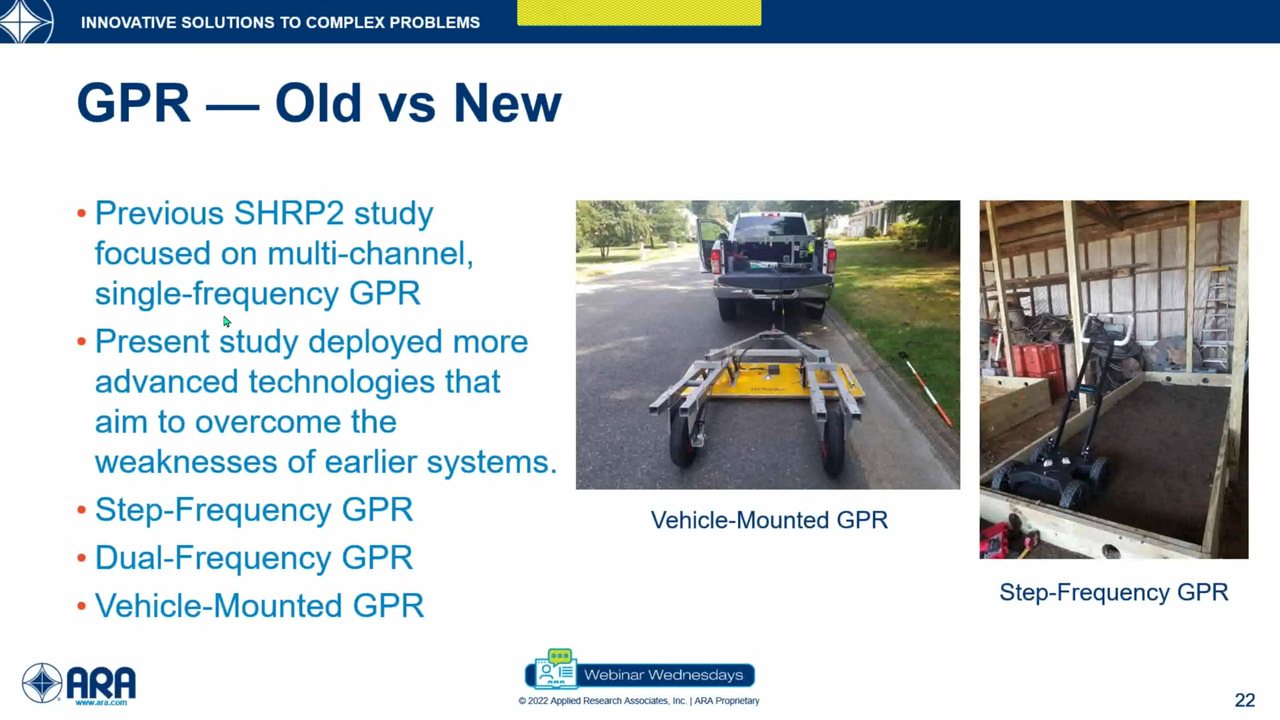 INNOVATIVE SOLUTIONS TO COMPLEX PROBLEMS
GPR — Old vs New
• Previous SHRP2 study
focused on multi-channel,
single-frequency GPR
• Present study deployed more
advanced technologies that
aim to overcome the
weaknesses of earlier systems.
• Step-Frequency GPR
• Dual-Frequency GPR
• Vehicle-Mounted GPR
Vehicle-Mounted GPR
Step-Frequency GPR
ARA
www.ara.com
Webinar Wednesdays
© 2022 Applied Research Associates, Inc. | ARA Proprietary
22